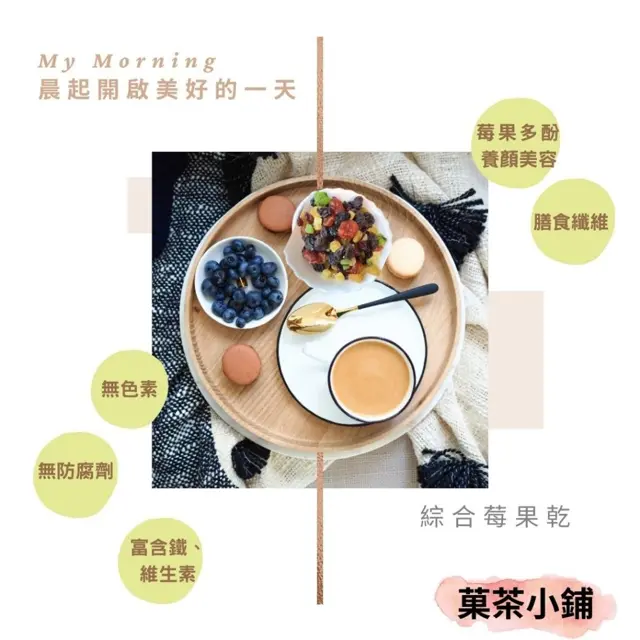 My Morning
晨起開啟美好的一天
莓果多酚
養顏美容
膳食纖維
無色素
無防腐劑
富含鐵、
維生素
綜合莓果乾
菓茶小舖